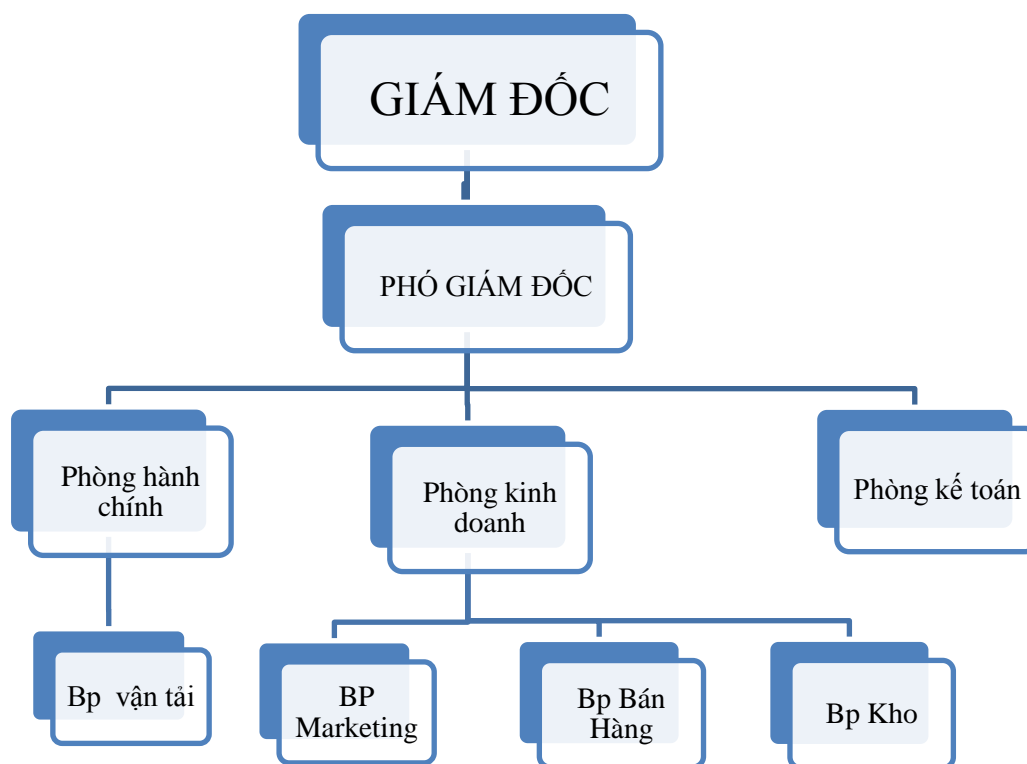 GIÁM ĐỐC
PHÓ GIÁM ĐỐC
Phòng hành
chính
Phòng kinh
doanh
Phòng kế toán
Bp vận tải
BP
Marketing
Bp Bán
Hàng
Bp Kho